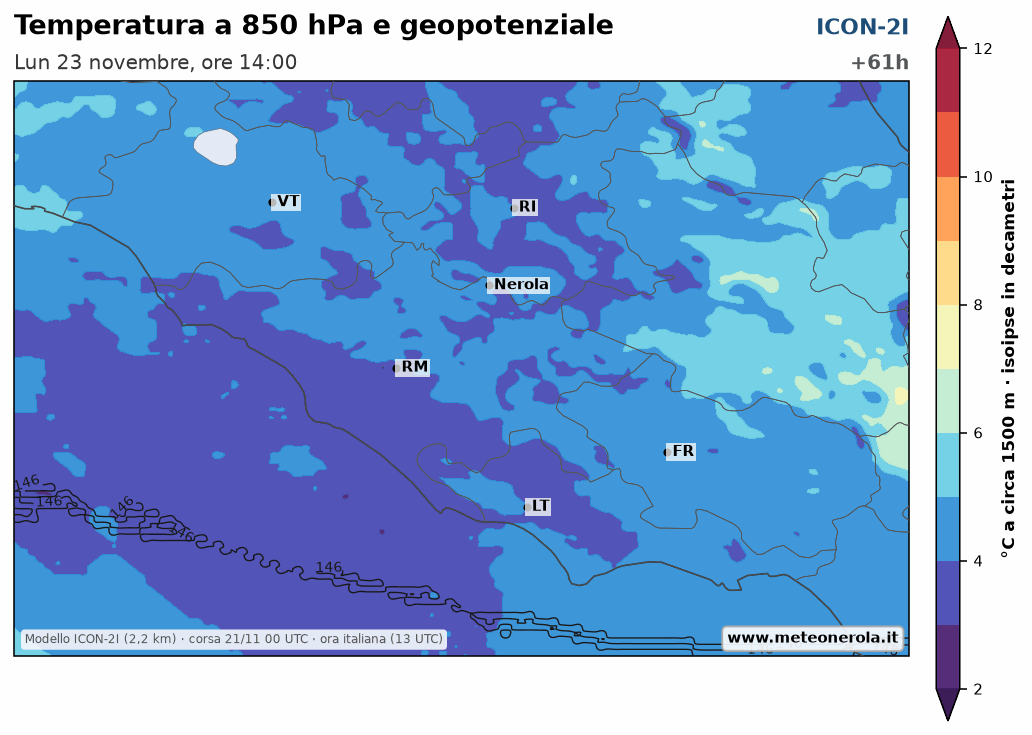 Temperatura a 850 hPa e geopotenziale
ICON-2I
Lun 23 novembre, ore 14:00
+61h
VT
RI
Nerola
RM
FR
LT
146
146
146
146
146
Modello ICON-2I (2,2 km) · corsa 21/11 00 UTC · ora italiana (13 UTC)
www.meteonerola.it
12
10
8
6
4
2
°C a circa 1500 m · isoipse in decametri